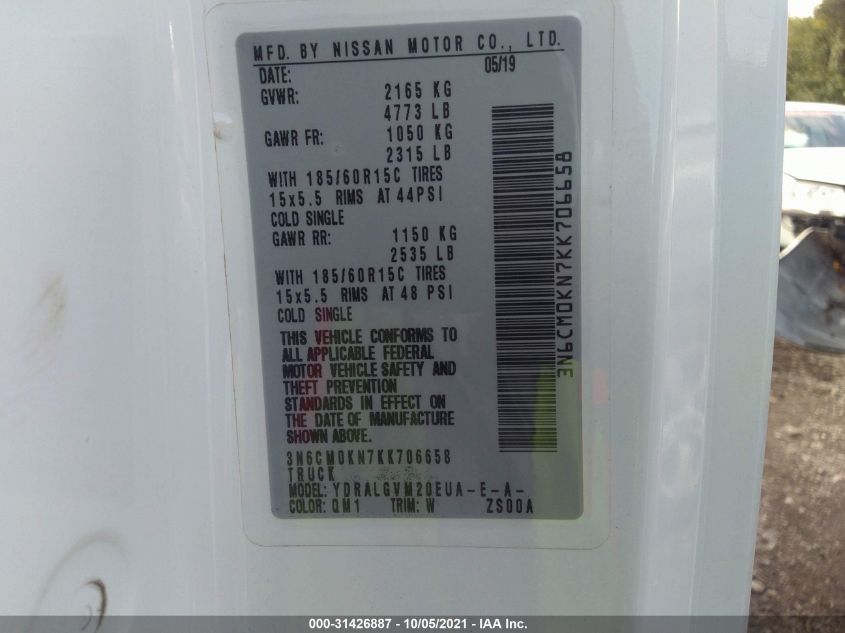 MFD. BY NISSAN MOTOR CO., LTD.
DATE: 05/19
GVWR: 2165 KG
4773 LB
GAWR FR: 1050 KG
2315 LB
WITH 185/60R15C TIRES
15x5.5 RIMS AT 44PSI
COLD SINGLE
GAWR RR: 1150 KG
2535 LB
WITH 185/60R15C TIRES
15x5.5 RIMS AT 48 PSI
COLD SINGLE
THIS VEHICLE CONFORMS TO
ALL APPLICABLE FEDERAL
MOTOR VEHICLE SAFETY AND
THEFT PREVENTION
STANDARDS IN EFFECT ON
THE DATE OF MANUFACTURE
SHOWN ABOVE.
3N6CM0KN7KK706658
TRUCK
MODEL: YDRALGVM20EUA-E-A-
COLOR: QM1 TRIM: W ZS00A
3N6CM0KN7KK706658
000-31426887 - 10/05/2021 - IAA Inc.